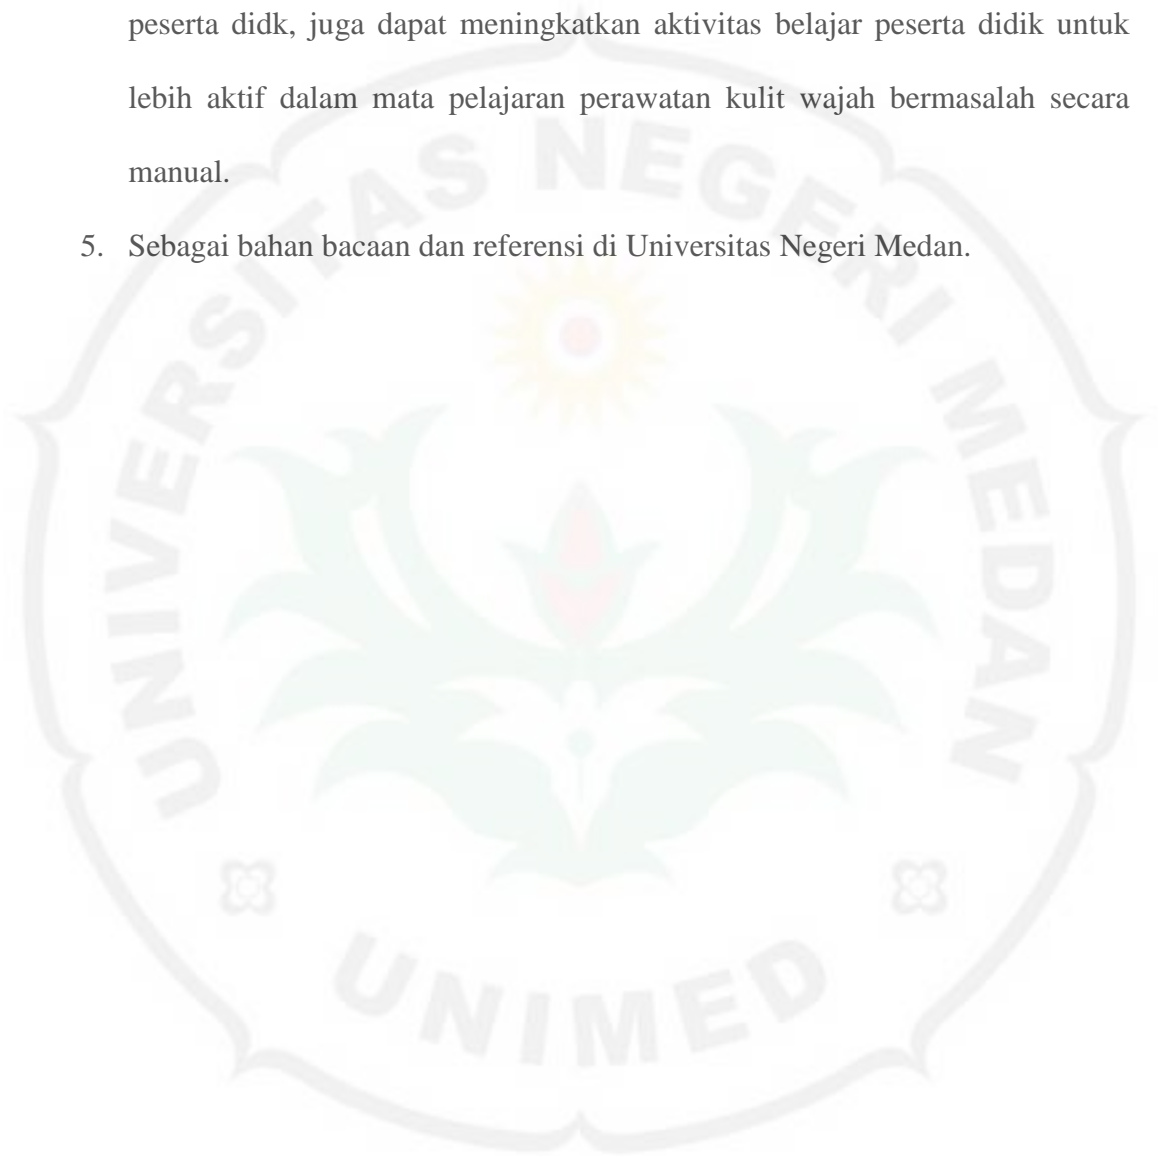 peserta didk, juga dapat meningkatkan aktivitas belajar peserta didik untuk
lebih aktif dalam mata pelajaran perawatan kulit wajah bermasalah secara
manual.
5. Sebagai bahan bacaan dan referensi di Universitas Negeri Medan.
UNIVERSITAS NEGERI MEDAN
UNIMED